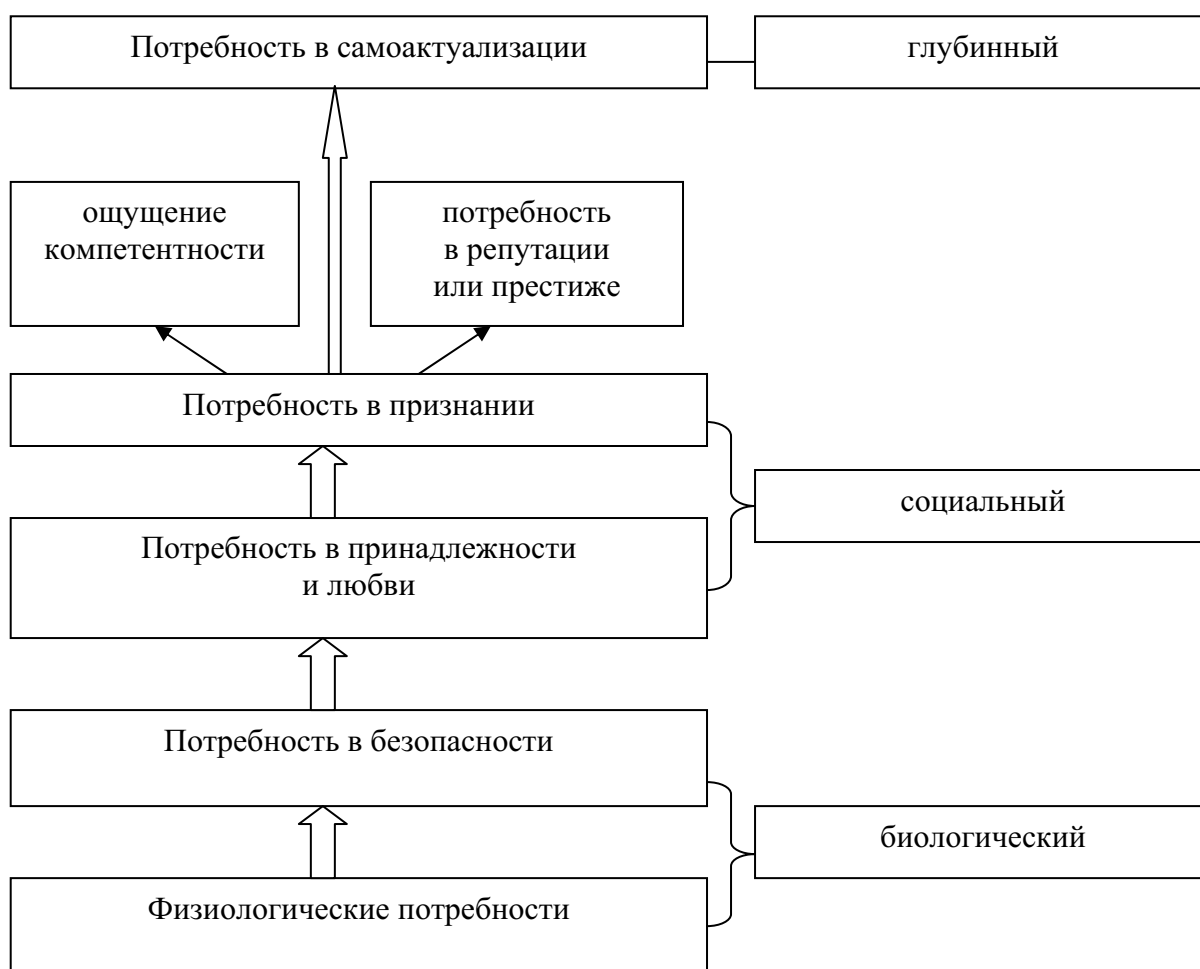 Потребность в самоактуализации
глубинный
ощущение
компетентности
потребность
в репутации
или престиже
Потребность в признании
социальный
Потребность в принадлежности
и любви
Потребность в безопасности
биологический
Физиологические потребности